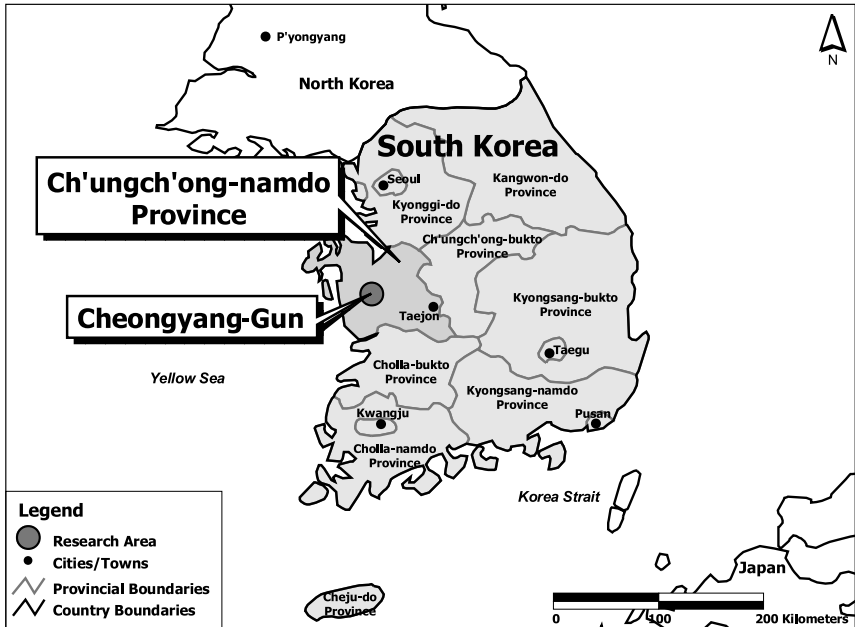 P'yongyang
North Korea
N
South Korea
Ch'ungch'ong-namdo
Province
Seoul
Kangwon-do
Province
Kyonggi-do
Province
Ch'ungch'ong-bukto
Province
Cheongyang-Gun
Taejon
Kyongsang-bukto
Province
Taegu
Yellow Sea
Cholla-bukto
Province
Kyongsang-namdo
Province
Kwangju
Pusan
Cholla-namdo
Province
Korea Strait
Legend
Research Area
Cities/Towns
Provincial Boundaries
Country Boundaries
Cheju-do
Province
Japan
0 100 200 Kilometers